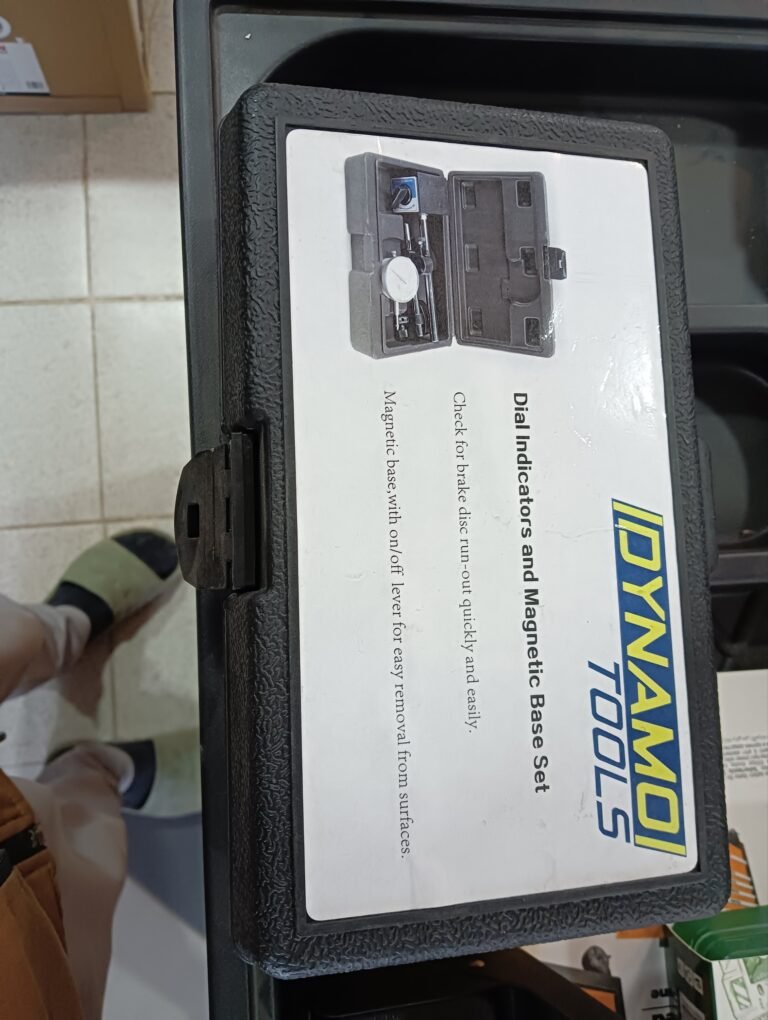 DYNAMO
TOOLS
Dial Indicators and Magnetic Base Set
Check for brake disc run-out quickly and easily.
Magnetic base,with on/off lever for easy removal from surfaces.